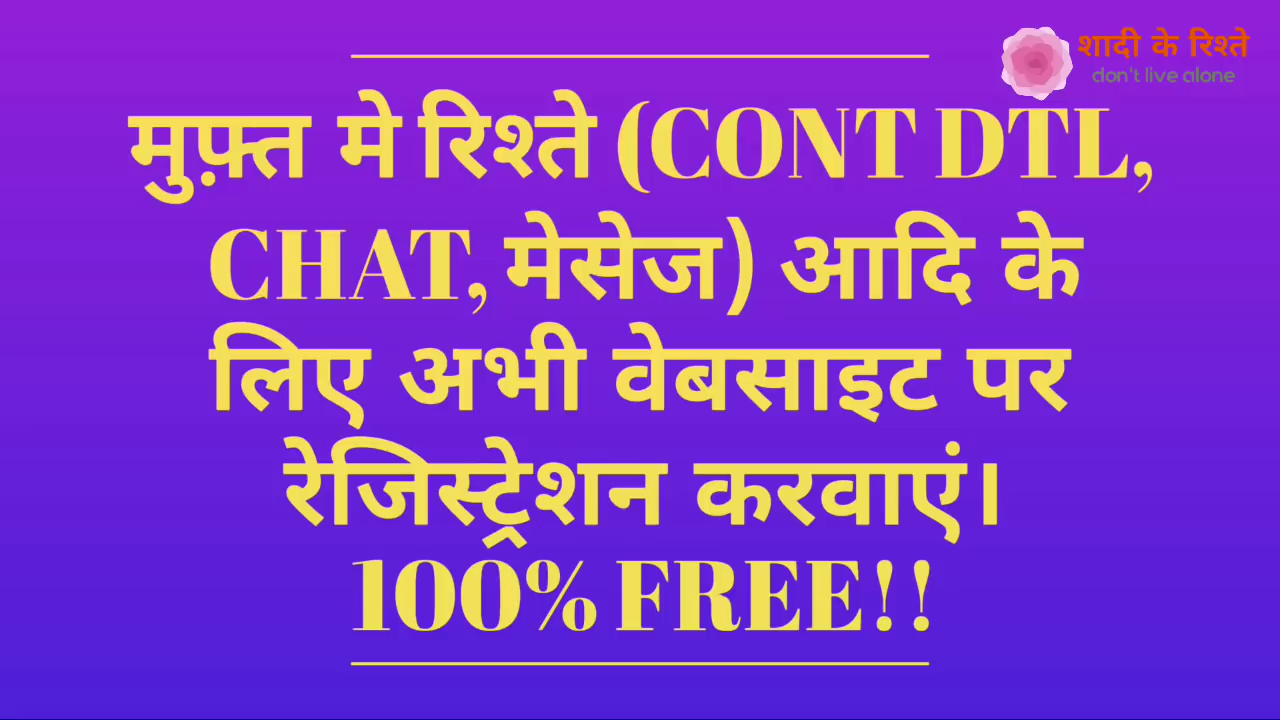 शादी के रिश्ते
don't live alone
मुफ़्त मे रिश्ते (CONT DTL,
CHAT, मेसेज) आदि के
लिए अभी वेबसाइट पर
रेजिस्ट्रेशन करवाएं।
100% FREE!!